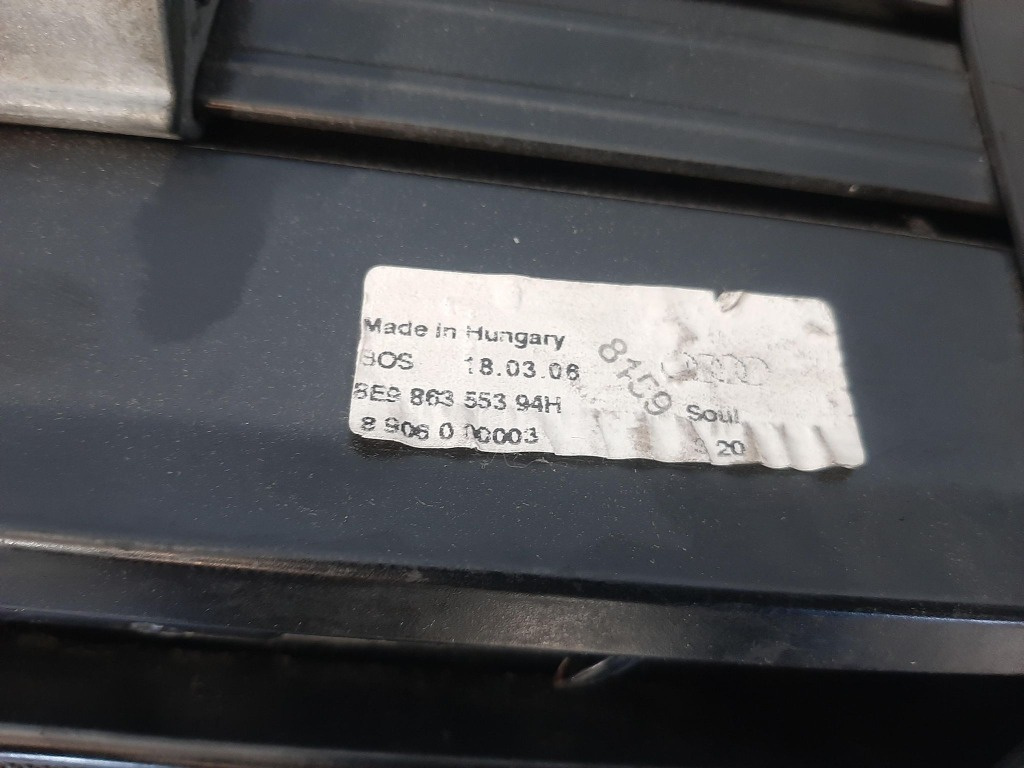 Made in Hungary
BOS 18.03.06
8E9 863 553 94H
8 906 0 00003
8159
Soul
20